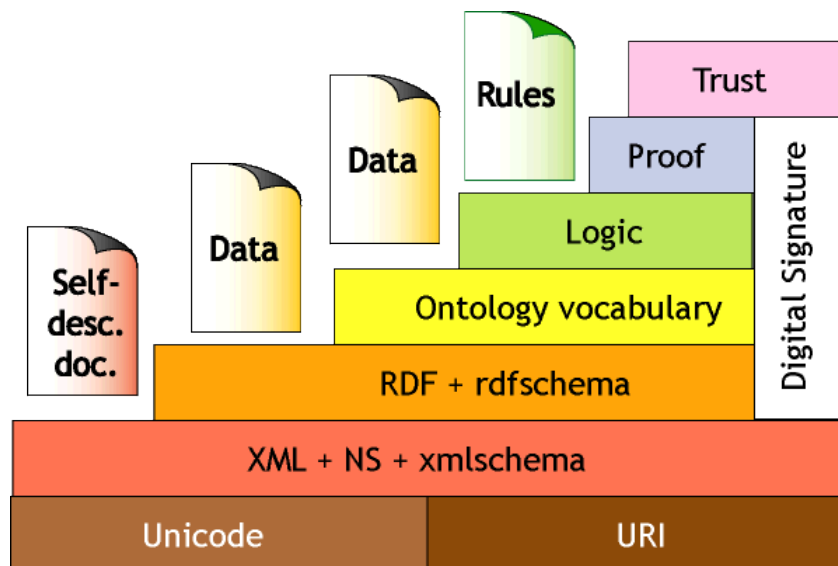 Rules
Trust
Data
Proof
Data
Logic
Self-
desc.
doc.
Ontology vocabulary
Digital Signature
RDF + rdfschema
XML + NS + xmlschema
Unicode
URI